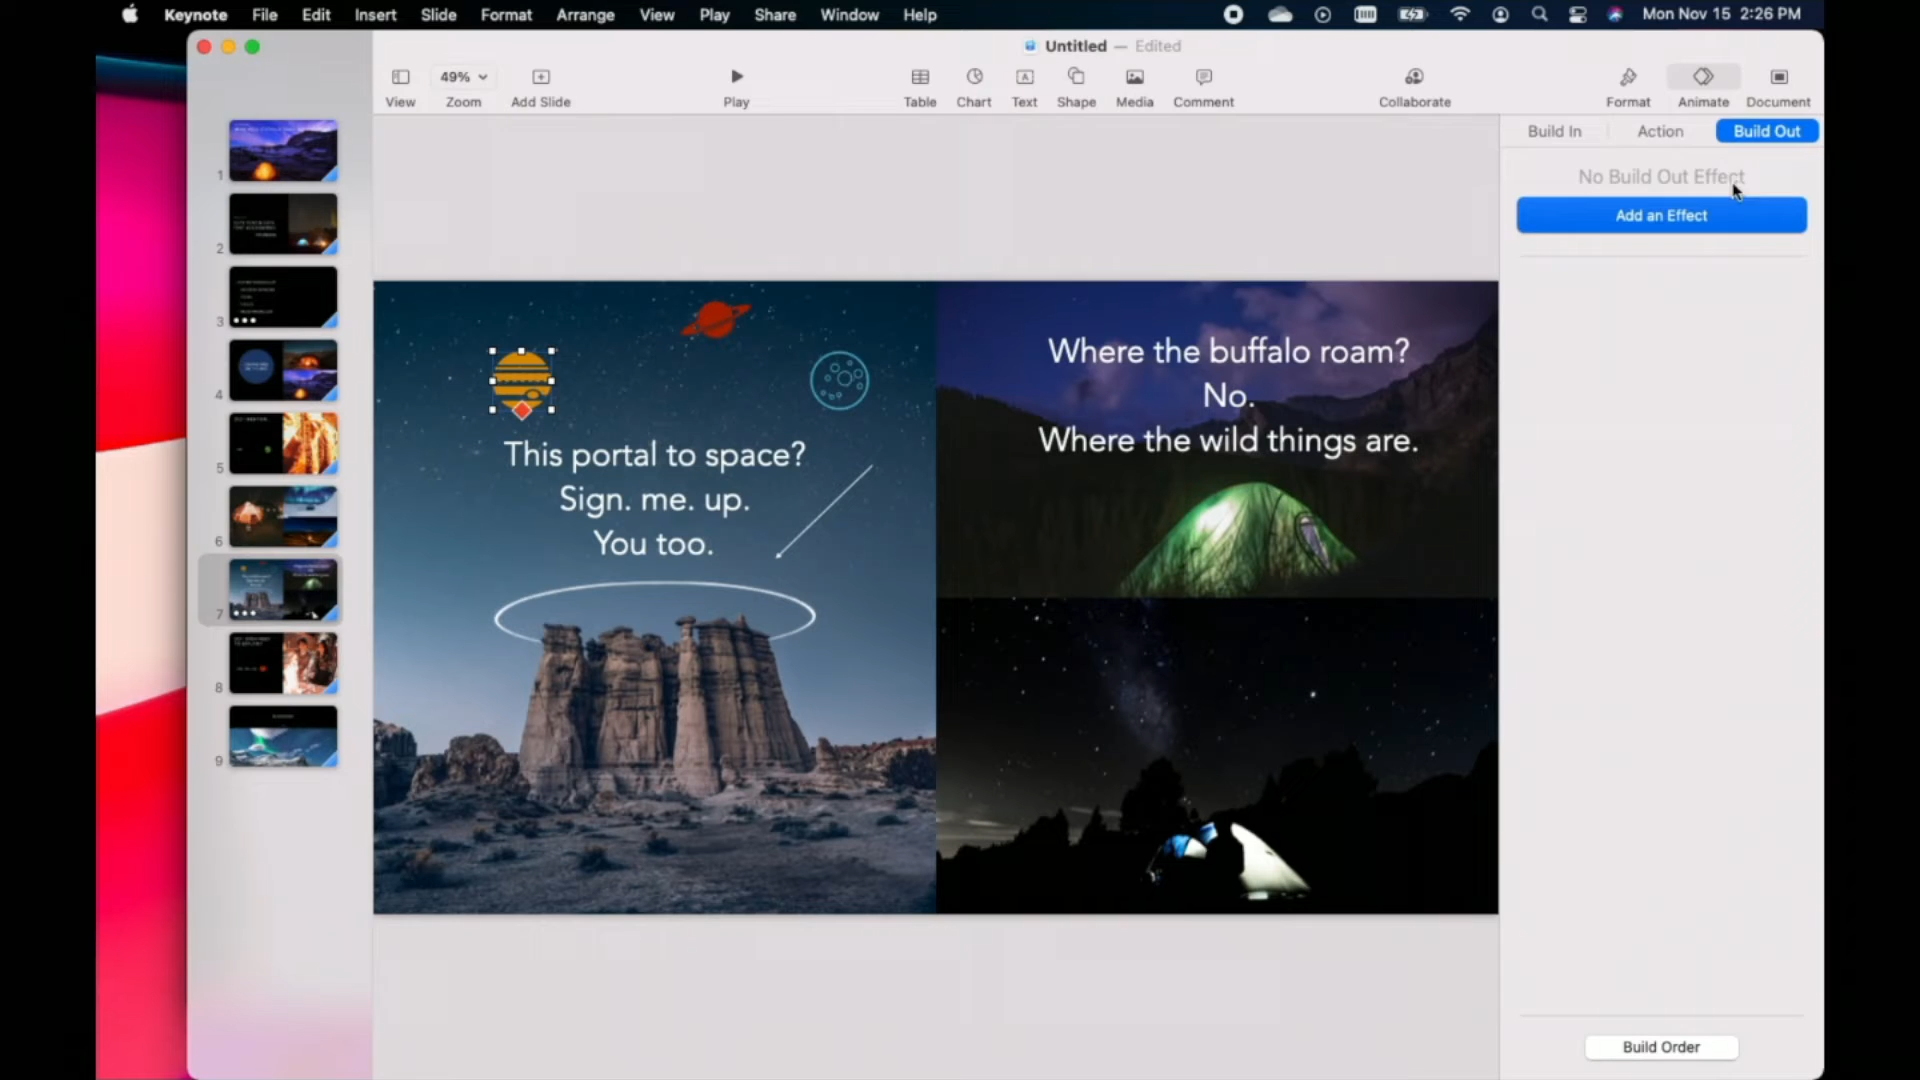 Keynote File Edit Insert Slide Format Arrange View Play Share Window Help Mon Nov 15 2:26 PM
Untitled — Edited
49%
View Zoom Add Slide Play Table Chart Text Shape Media Comment Collaborate Format Animate Document
Build In Action Build Out
No Build Out Effect
Add an Effect
1
2
3
4
5
6
7
8
9
This portal to space?
Sign. me. up.
You too.
Where the buffalo roam?
No.
Where the wild things are.
Build Order